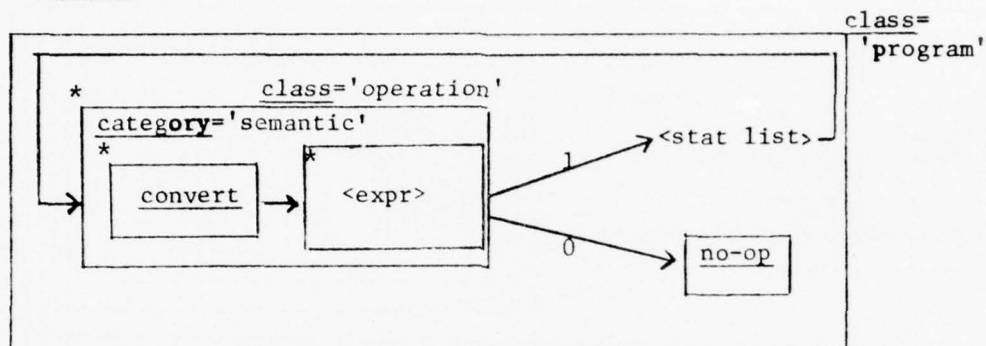 class=
'program'
* class='operation'
category='semantic'
*
*
convert
<expr>
1
<stat list>
0
no-op